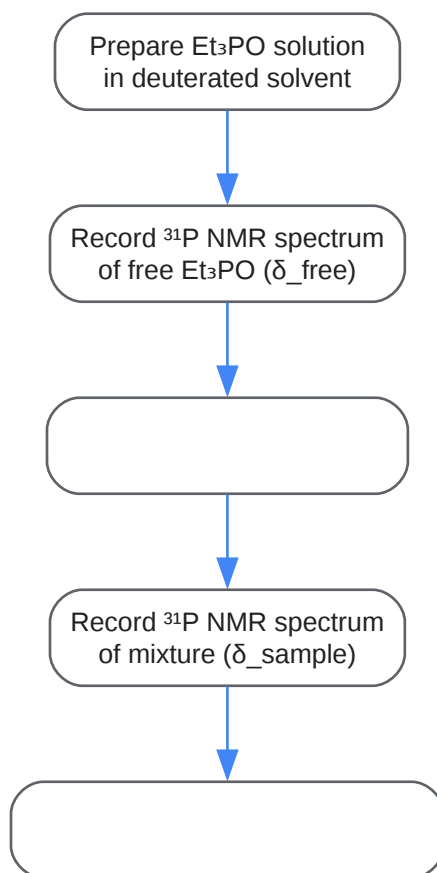 Prepare Et₃PO solution
in deuterated solvent
Record ³¹P NMR spectrum
of free Et₃PO (δ_free)
Record ³¹P NMR spectrum
of mixture (δ_sample)